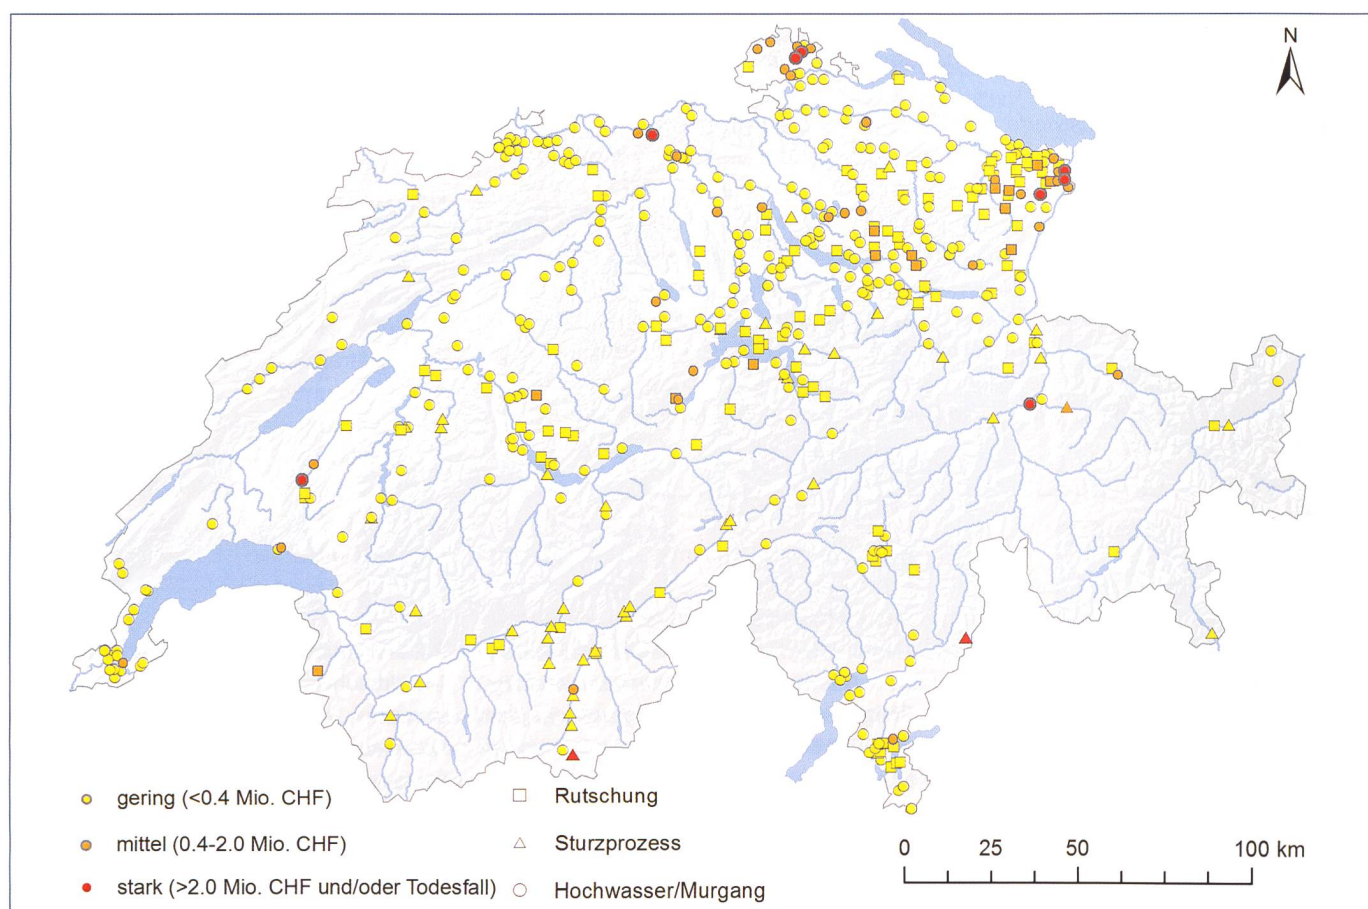 N
gering (<0.4 Mio. CHF)
mittel (0.4-2.0 Mio. CHF)
stark (>2.0 Mio. CHF und/oder Todesfall)
Rutschung
Sturzprozess
Hochwasser/Murgang
0 25 50 100 km